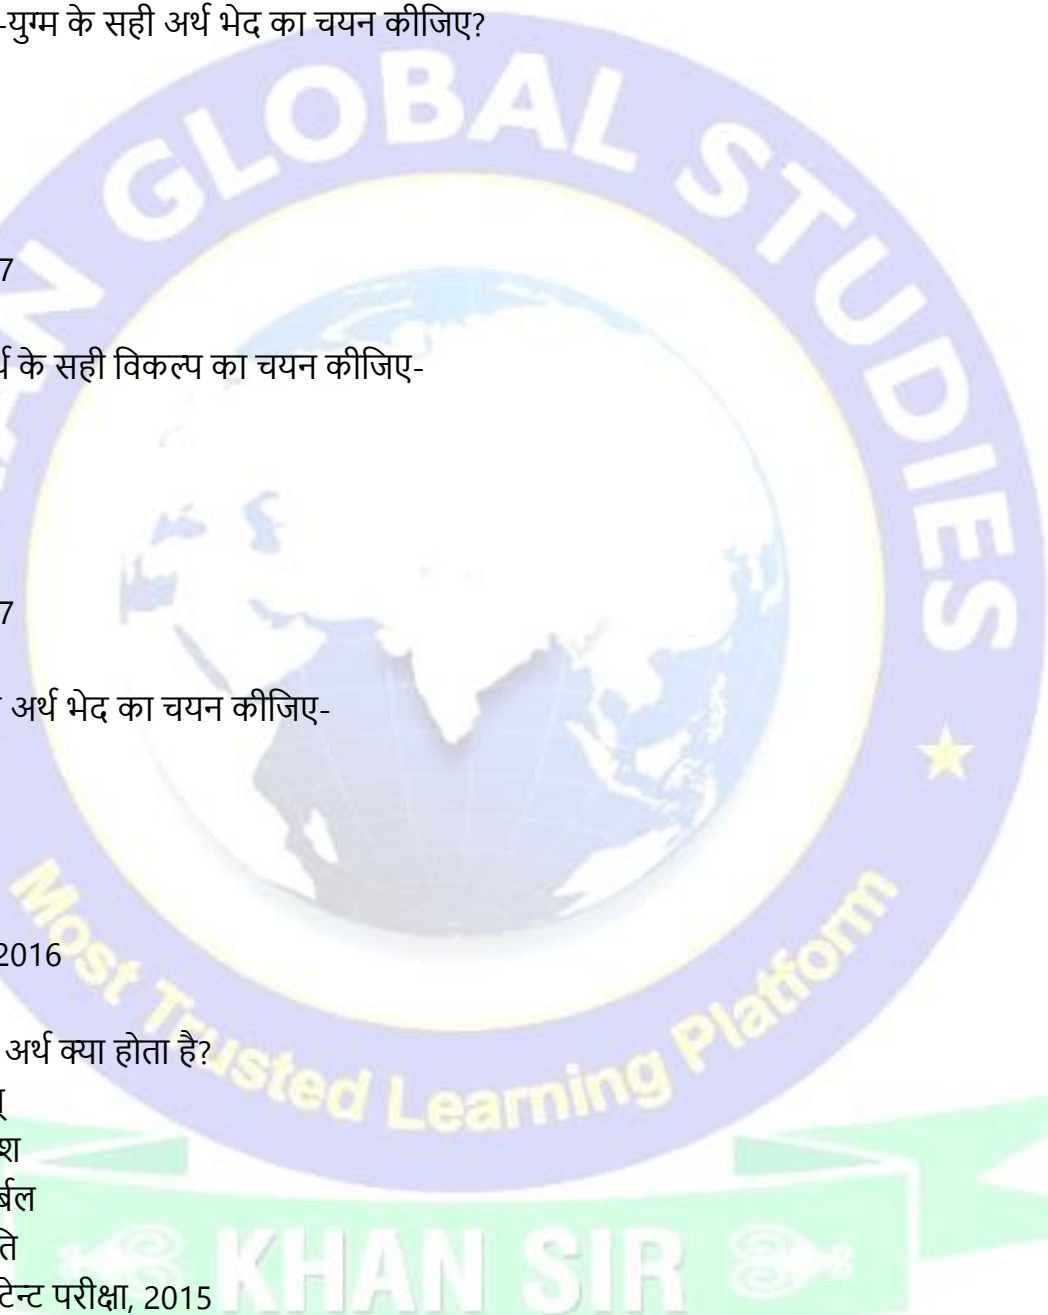 -युग्म के सही अर्थ भेद का चयन कीजिए?
GLOBAL STUDIES
7
के सही विकल्प का चयन कीजिए-
7
अर्थ भेद का चयन कीजिए-
2016
अर्थ क्या होता है?
Most Trusted Learning Platform
KHAN SIR
परीक्षा, 2015